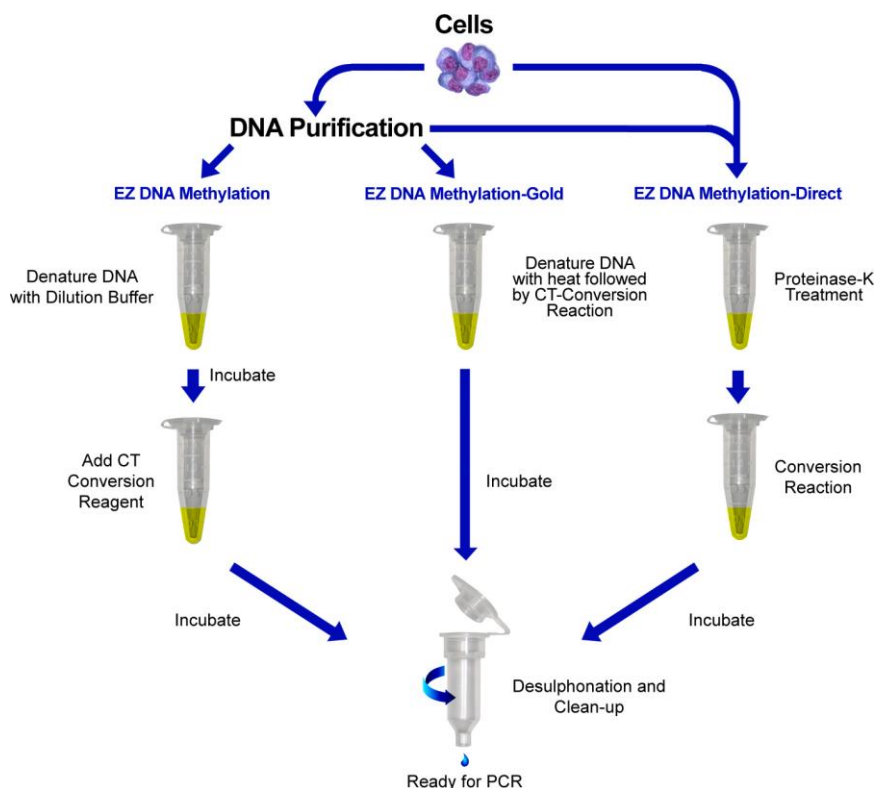 Cells
DNA Purification
EZ DNA Methylation
EZ DNA Methylation-Gold
EZ DNA Methylation-Direct
Denature DNA
with Dilution Buffer
Denature DNA
with heat followed
by CT-Conversion
Reaction
Proteinase-K
Treatment
Incubate
Add CT
Conversion
Reagent
Incubate
Conversion
Reaction
Incubate
Incubate
Desulphonation and
Clean-up
Ready for PCR